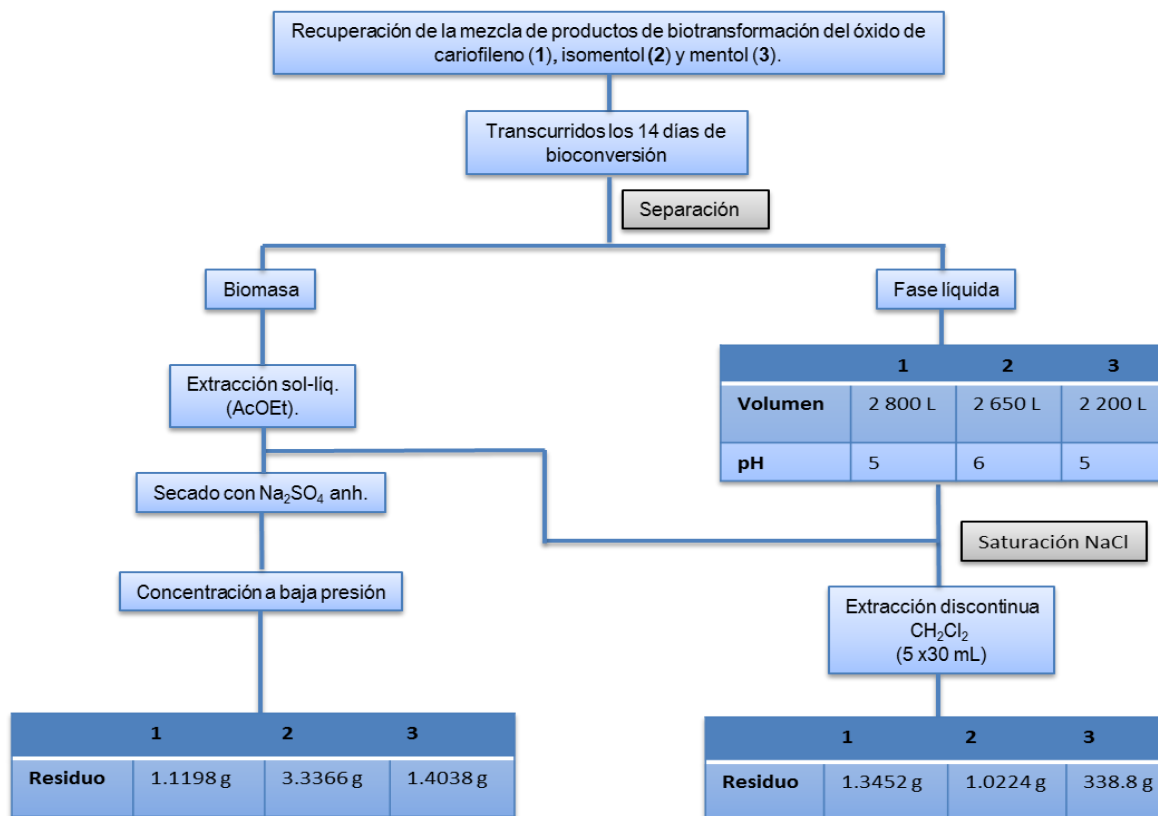 Recuperación de la mezcla de productos de biotransformación del óxido de
cariofileno (1), isomentol (2) y mentol (3).
Transcurridos los 14 días de
bioconversión
Separación
Biomasa
Fase líquida
Extracción sol-líq.
(AcOEt).
1 2 3
Volumen 2 800 L 2 650 L 2 200 L
pH 5 6 5
Secado con Na₂SO₄ anh.
Saturación NaCl
Concentración a baja presión
Extracción discontinua
CH₂Cl₂
(5 x30 mL)
1 2 3
Residuo 1.1198 g 3.3366 g 1.4038 g
1 2 3
Residuo 1.3452 g 1.0224 g 338.8 g